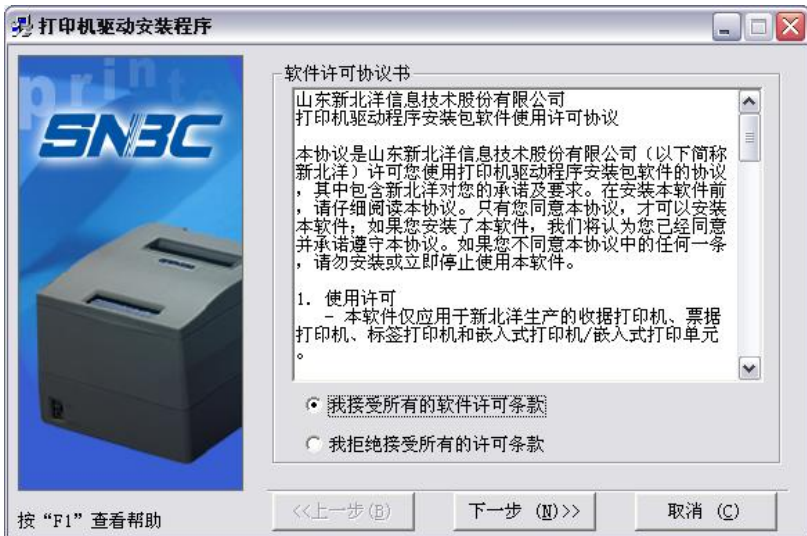 打印机驱动安装程序
print
SNBC
SNBC
软件许可协议书
山东新北洋信息技术股份有限公司
打印机驱动程序安装包软件使用许可协议
本协议是山东新北洋信息技术股份有限公司（以下简称
新北洋）许可您使用打印机驱动程序安装包软件的协议
，其中包含新北洋对您的承诺及要求。在安装本软件前
，请仔细阅读本协议。只有您同意本协议，才可以安装
本软件；如果您安装了本软件，我们将认为您已经同意
并承诺遵守本协议。如果您不同意本协议中的任何一条
，请勿安装或立即停止使用本软件。
1. 使用许可
- 本软件仅应用于新北洋生产的收据打印机、票据
打印机、标签打印机和嵌入式打印机/嵌入式打印单元
。
我接受所有的软件许可条款
我拒绝接受所有的许可条款
按“F1”查看帮助
<<上一步(B)
下一步 (N)>>
取消 (C)